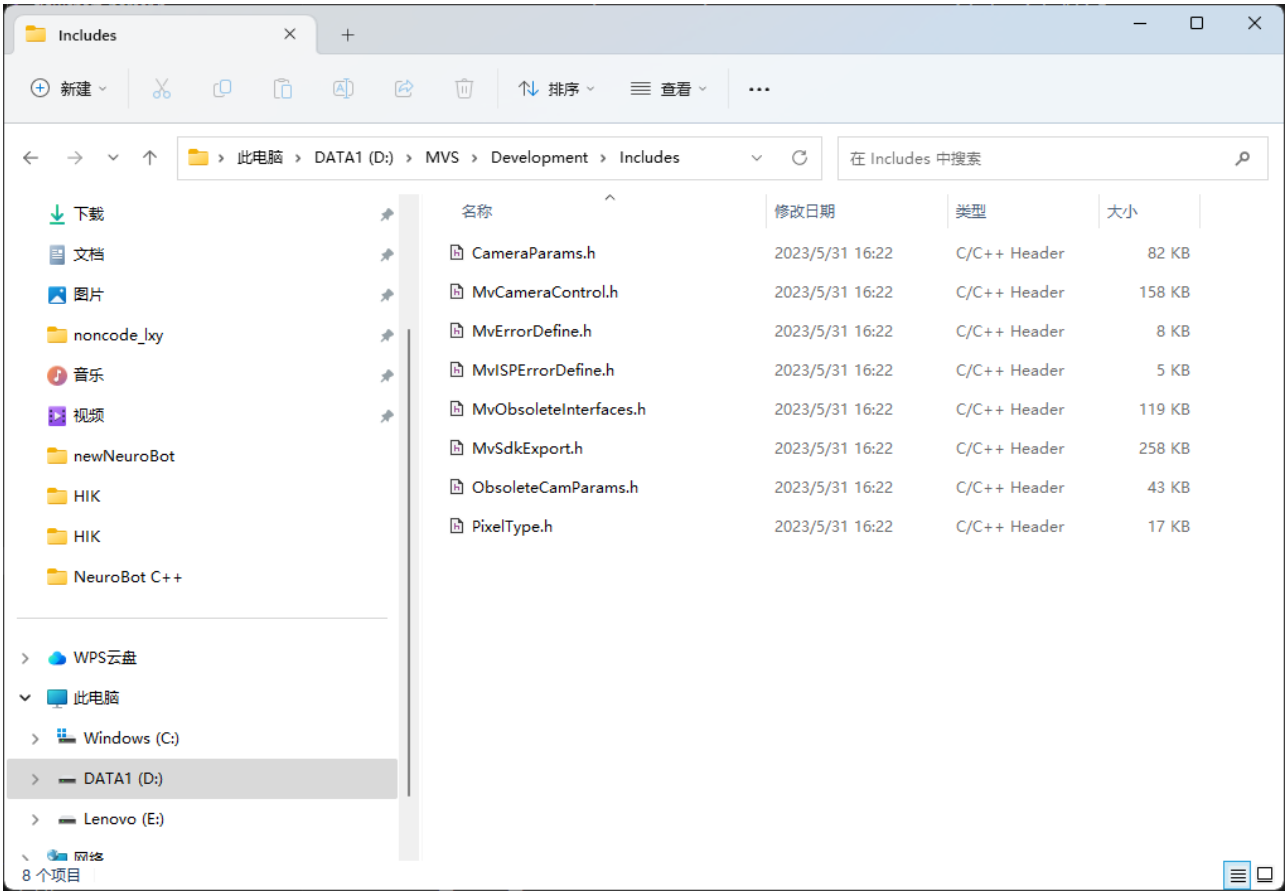 Includes
新建
排序
查看
此电脑 > DATA1 (D:) > MVS > Development > Includes
在 Includes 中搜索
下载
文档
图片
noncode_lxy
音乐
视频
newNeuroBot
HIK
HIK
NeuroBot C++
WPS云盘
此电脑
Windows (C:)
DATA1 (D:)
Lenovo (E:)
网络
名称 修改日期 类型 大小
CameraParams.h 2023/5/31 16:22 C/C++ Header 82 KB
MvCameraControl.h 2023/5/31 16:22 C/C++ Header 158 KB
MvErrorDefine.h 2023/5/31 16:22 C/C++ Header 8 KB
MvISPErrorDefine.h 2023/5/31 16:22 C/C++ Header 5 KB
MvObsoleteInterfaces.h 2023/5/31 16:22 C/C++ Header 119 KB
MvSdkExport.h 2023/5/31 16:22 C/C++ Header 258 KB
ObsoleteCamParams.h 2023/5/31 16:22 C/C++ Header 43 KB
PixelType.h 2023/5/31 16:22 C/C++ Header 17 KB
8 个项目